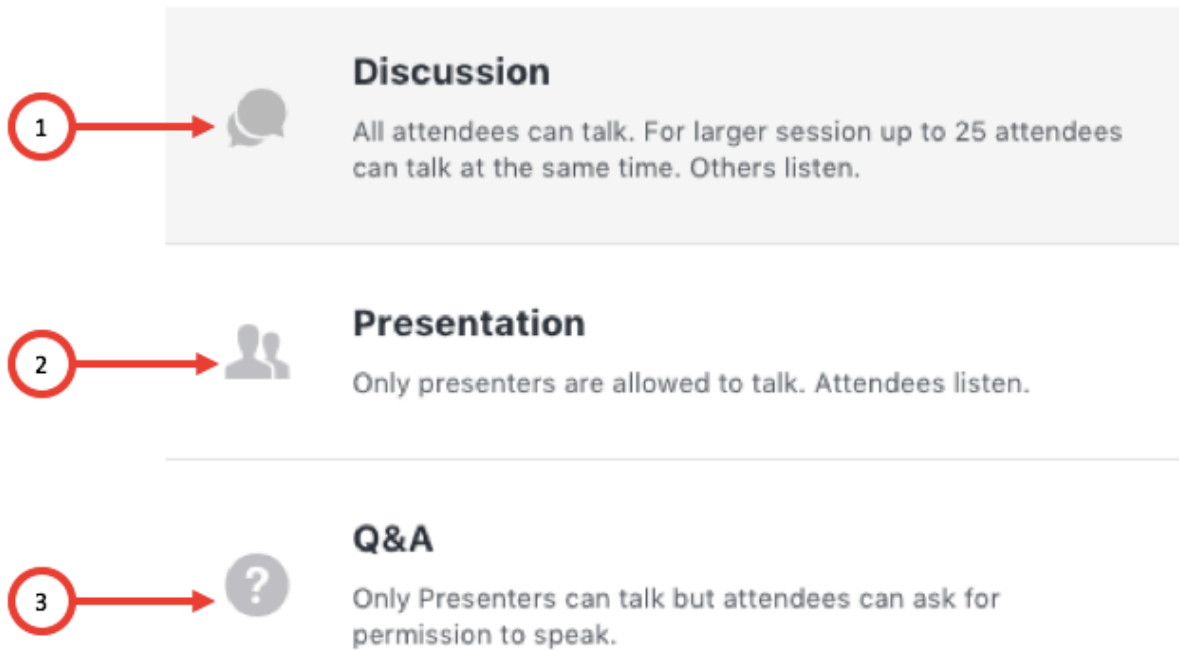 Discussion
1
All attendees can talk. For larger session up to 25 attendees
can talk at the same time. Others listen.
Presentation
2
Only presenters are allowed to talk. Attendees listen.
Q&A
3
?
Only Presenters can talk but attendees can ask for
permission to speak.